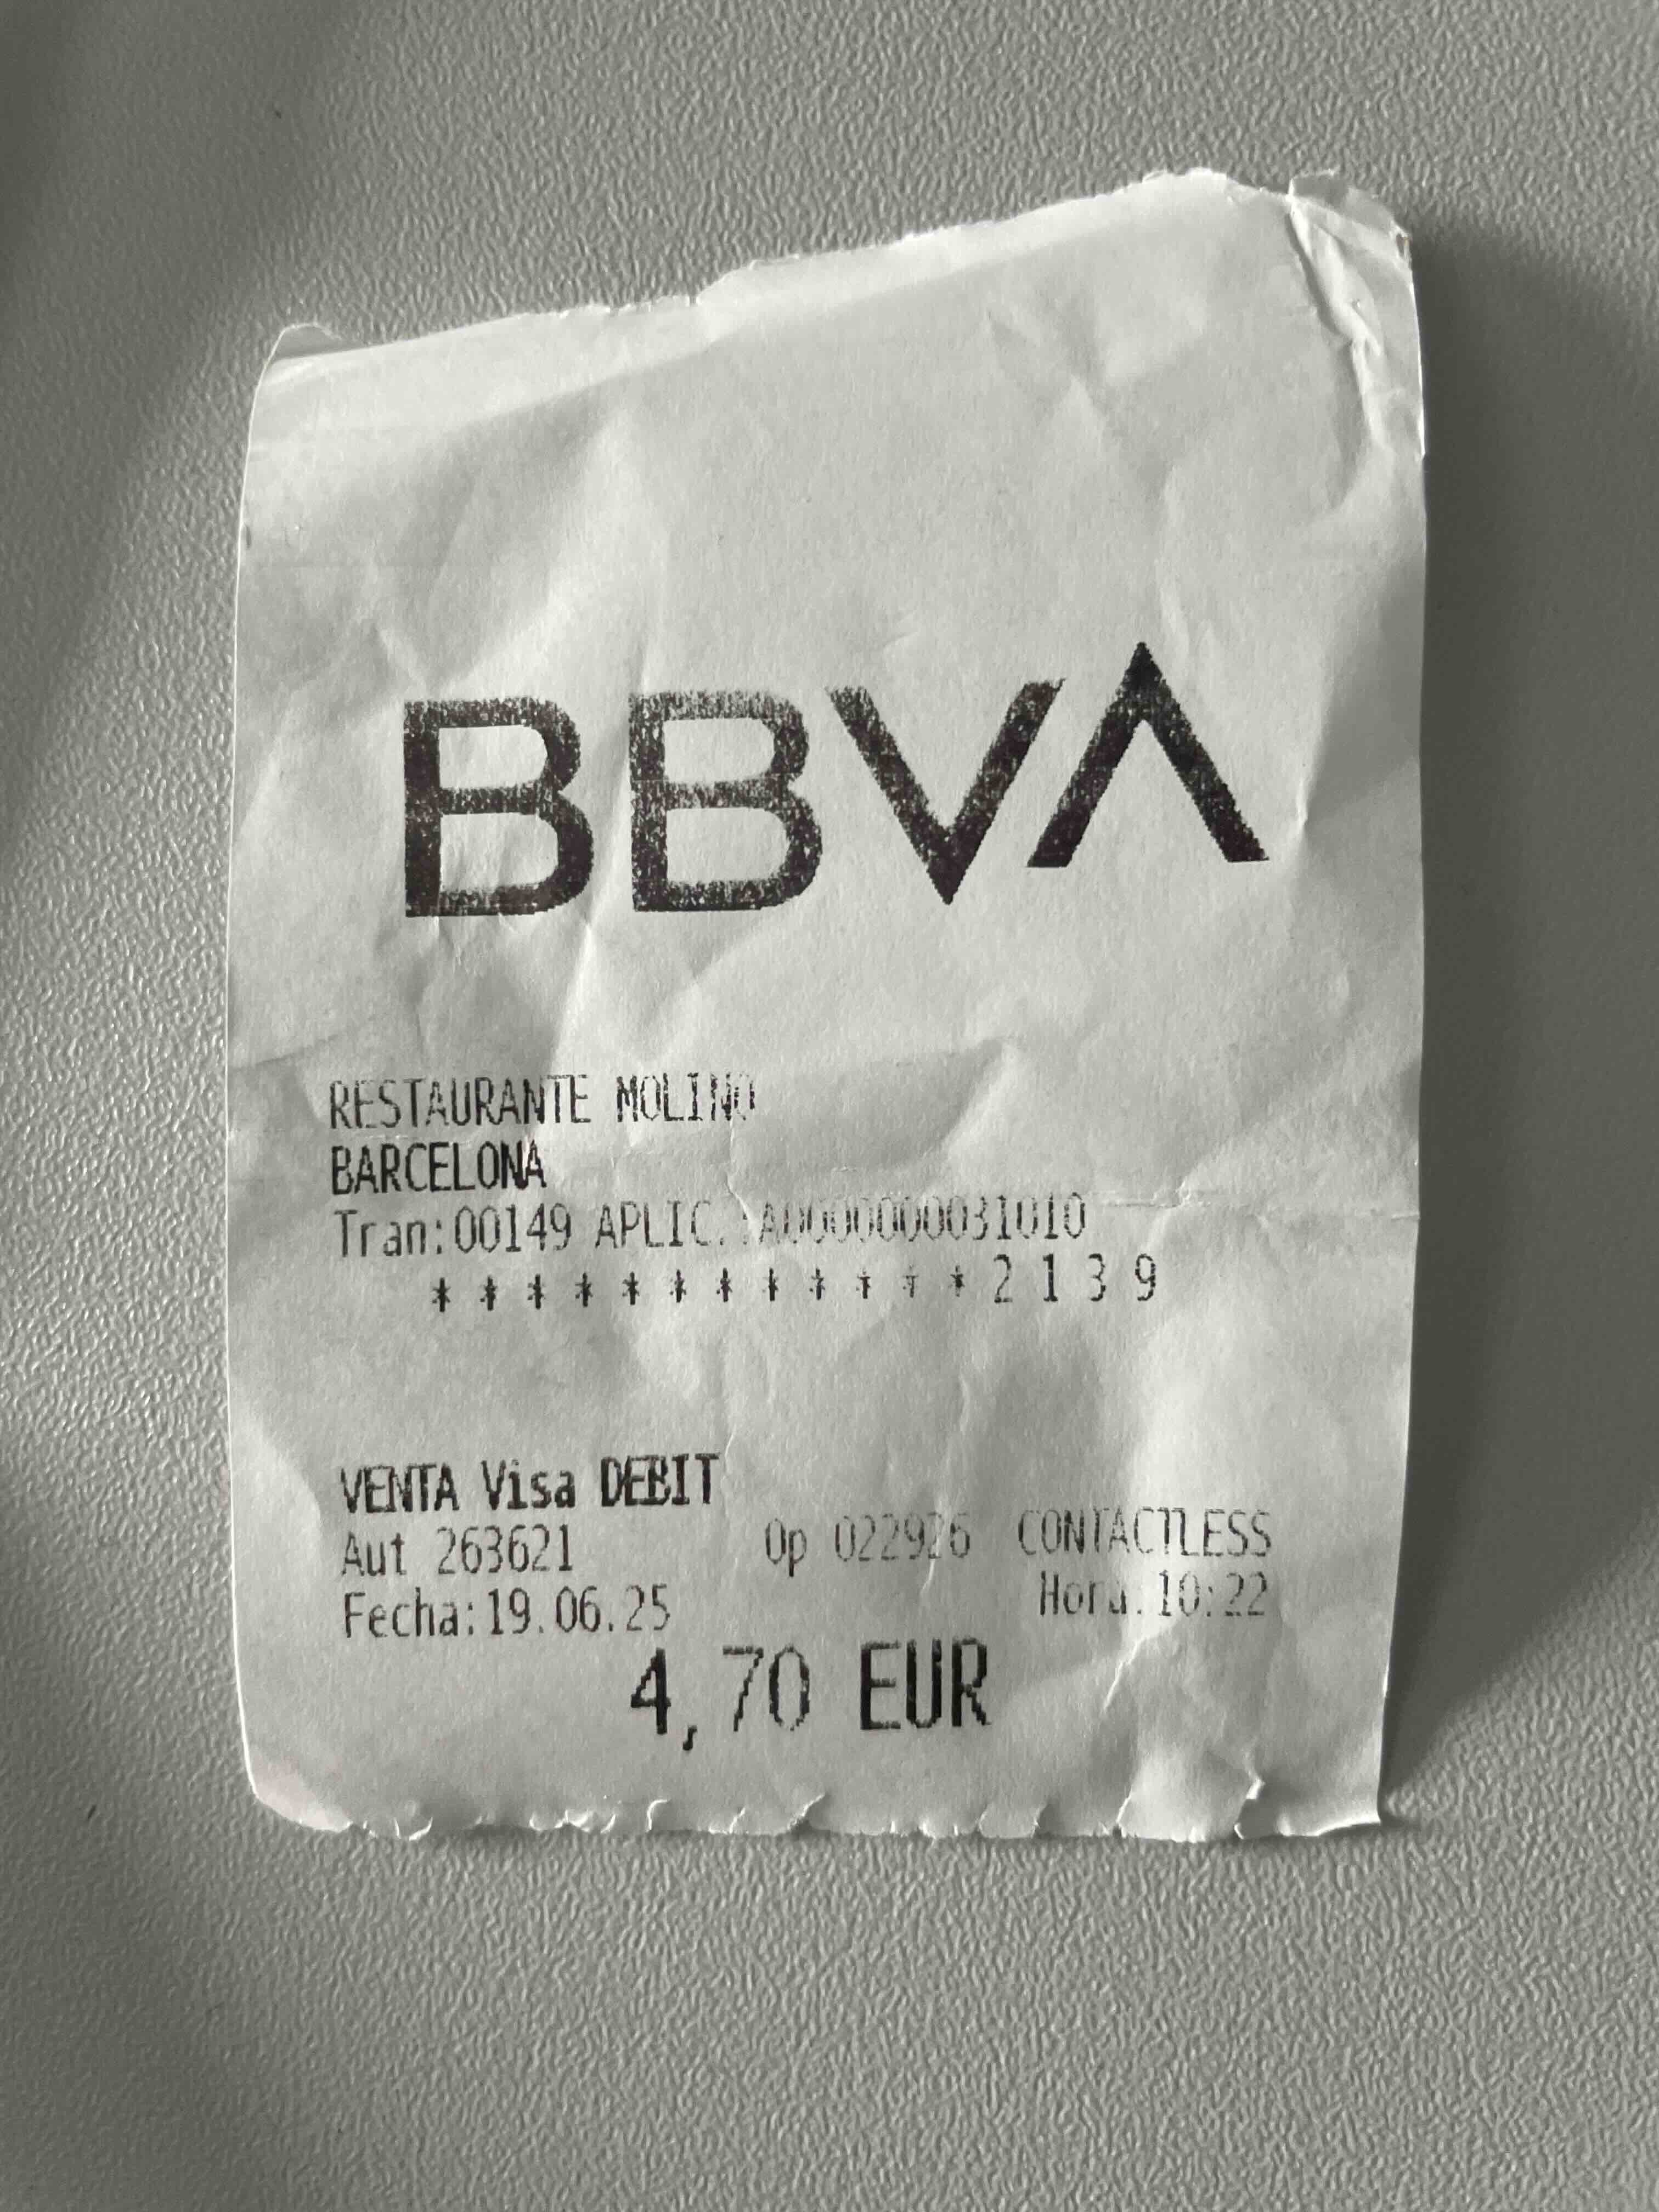 BBVA
RESTAURANTE MOLINO
BARCELONA
Tran:00149 APLIC.:A0000000031010
************2139
VENTA Visa DEBIT
Aut 263621 Op 022926 CONTACTLESS
Fecha:19.06.25 Hora:10:22
4,70 EUR